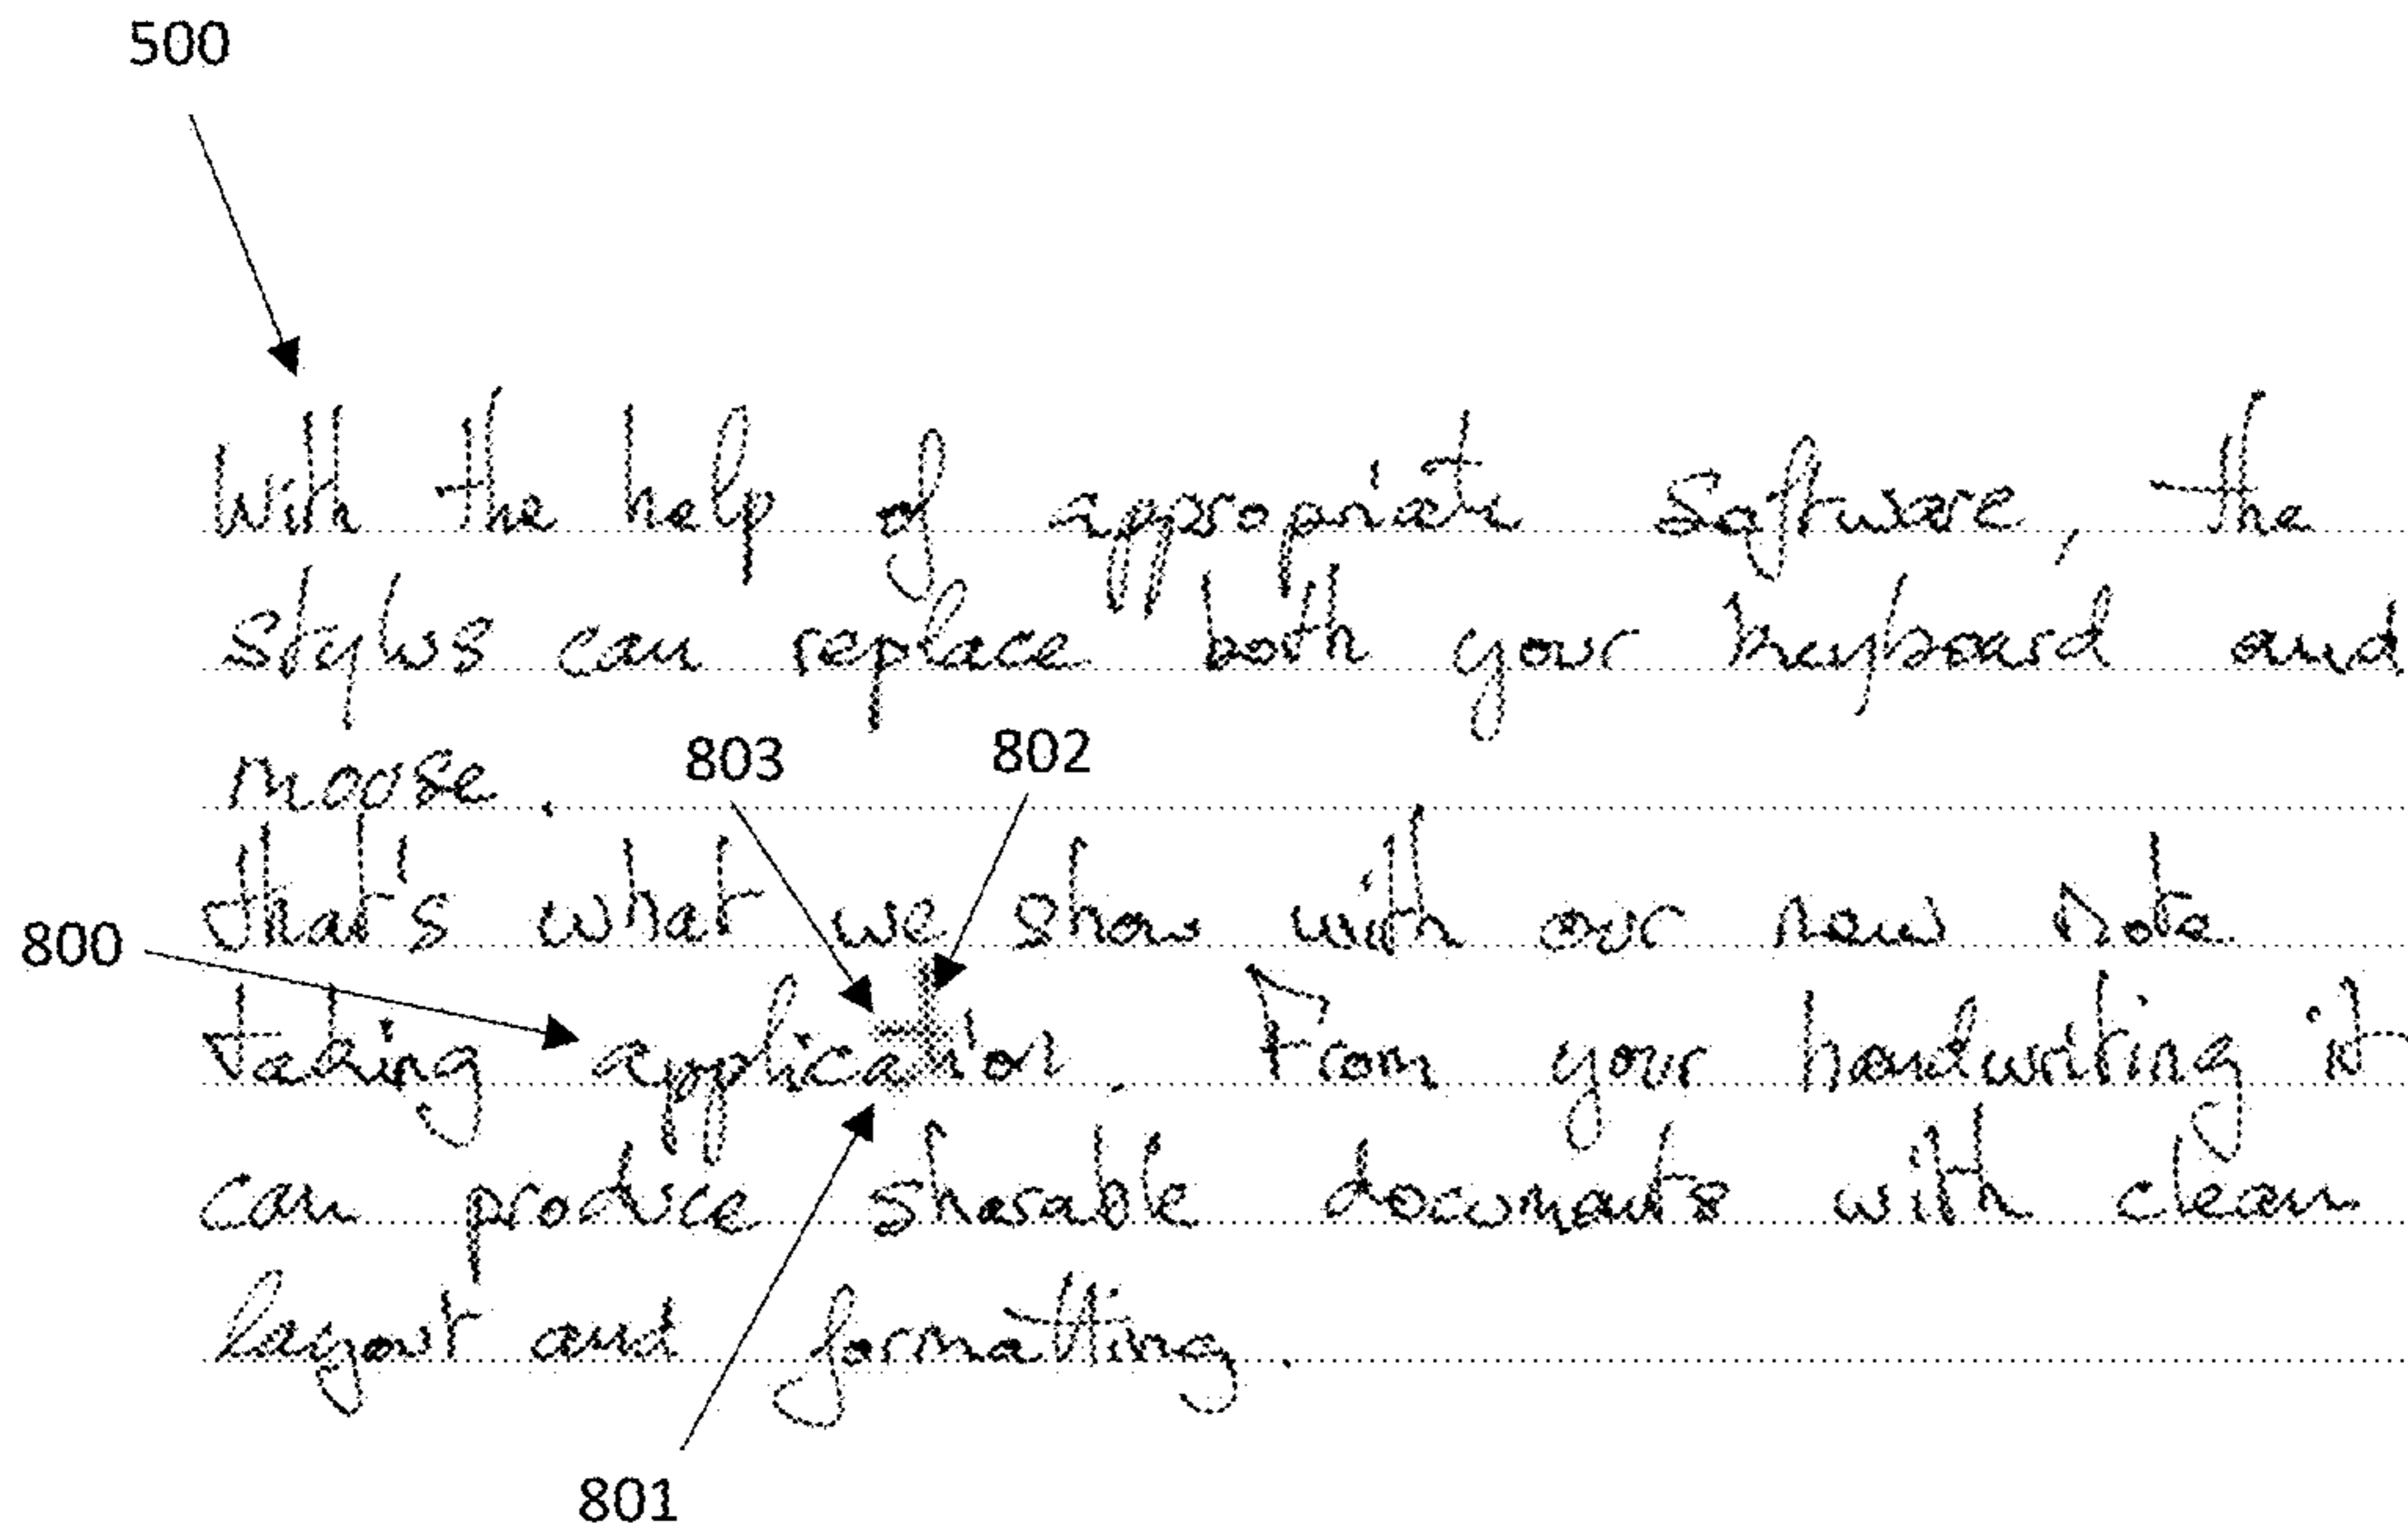 500
With the help of appropriate software, the
stylus can replace both your keyboard and
moose.
803 802
that's what we show with our new note
800
taking application. From your handwriting it
can produce sharable documents with clean
layout and formatting.
801